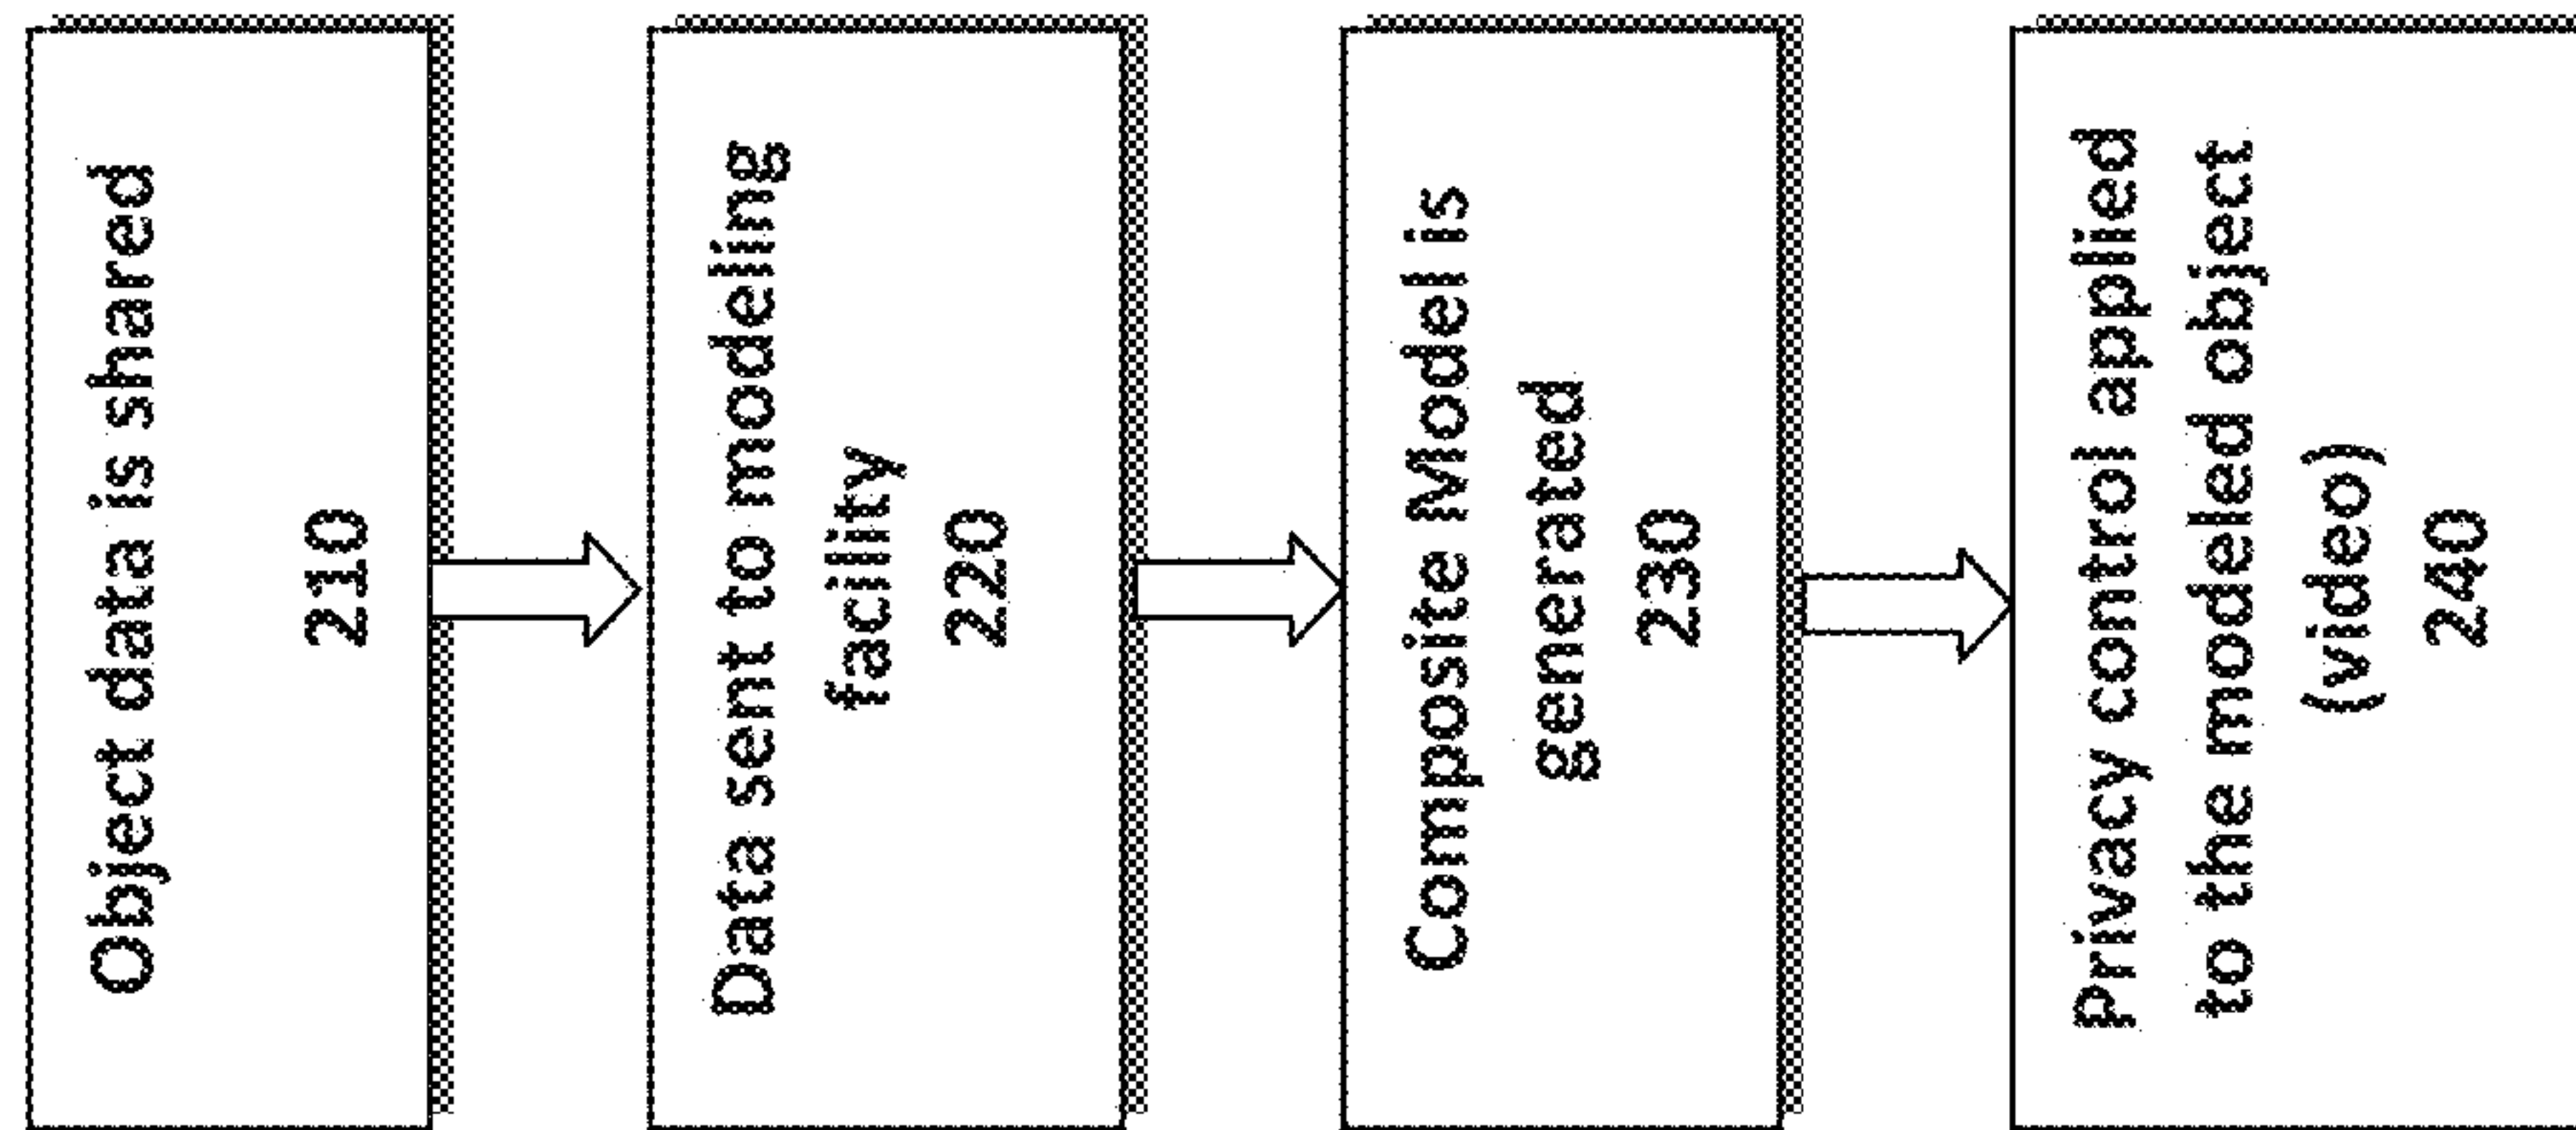 Object data is shared
210
Data sent to modeling
facility
220
Composite Model is
generated
230
Privacy control applied
to the modeled object
(video)
240